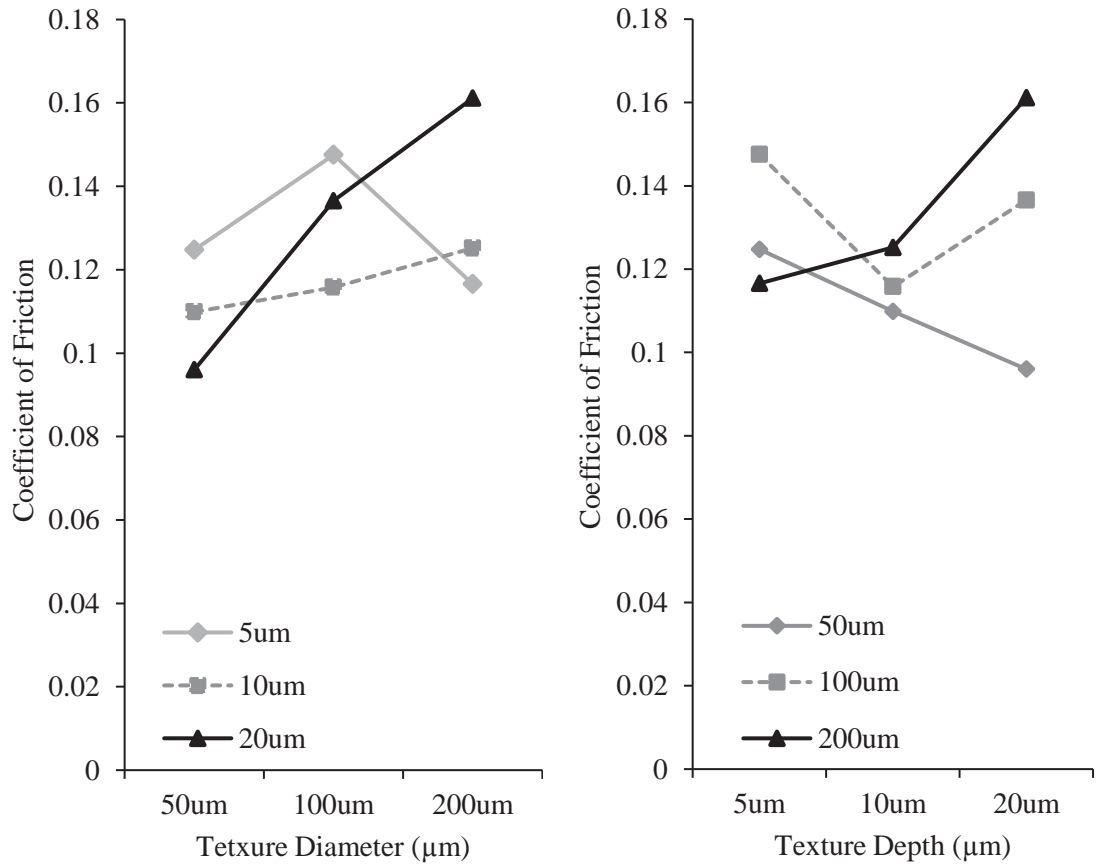 Coefficient of Friction
0.18
0.16
0.14
0.12
0.1
0.08
0.06
0.04
0.02
0
5um
10um
20um
50um 100um 200um
Tetxure Diameter (µm)
Coefficient of Friction
0.18
0.16
0.14
0.12
0.1
0.08
0.06
0.04
0.02
0
50um
100um
200um
5um 10um 20um
Texture Depth (µm)